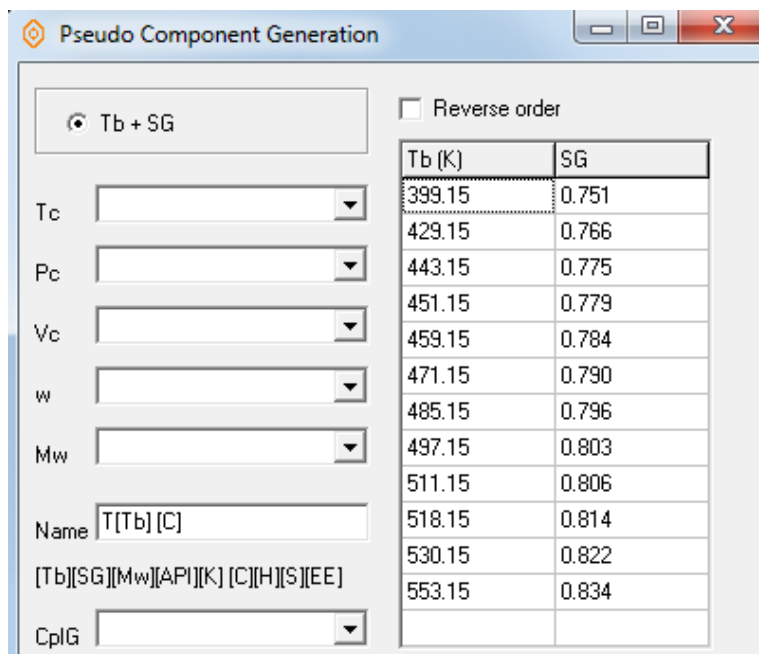 Pseudo Component Generation
Tb + SG
Reverse order
Tc
Pc
Vc
w
Mw
Name T[Tb] [C]
[Tb][SG][Mw][API][K] [C][H][S][EE]
CpIG
Tb (K) SG
399.15 0.751
429.15 0.766
443.15 0.775
451.15 0.779
459.15 0.784
471.15 0.790
485.15 0.796
497.15 0.803
511.15 0.806
518.15 0.814
530.15 0.822
553.15 0.834